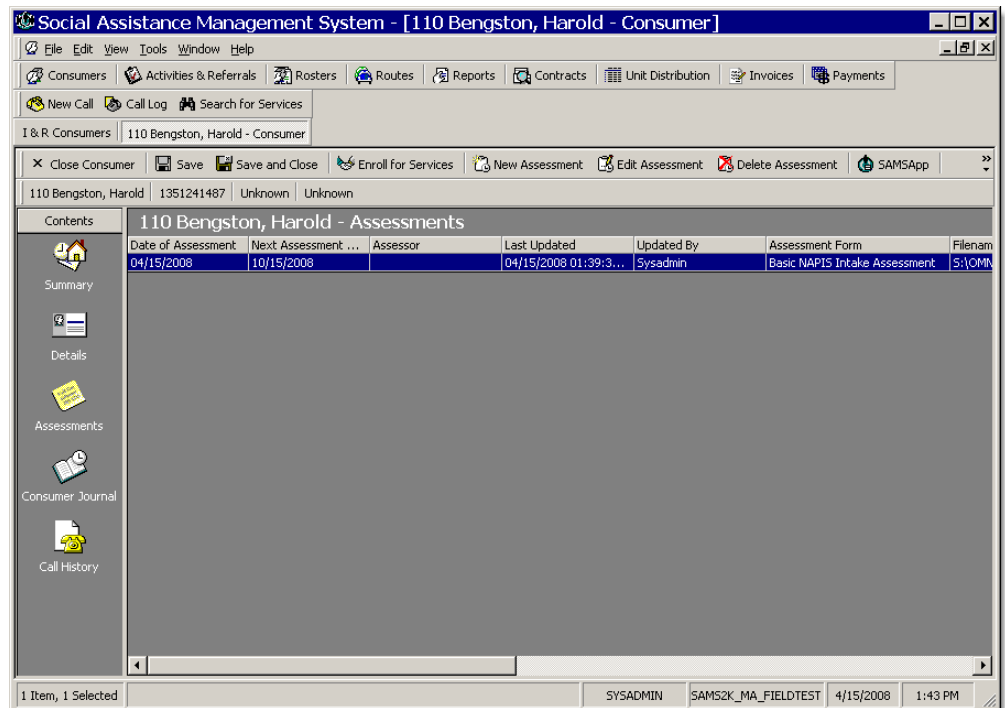 Social Assistance Management System - [110 Bengston, Harold - Consumer]
File Edit View Tools Window Help
Consumers Activities & Referrals Rosters Routes Reports Contracts Unit Distribution Invoices Payments
New Call Call Log Search for Services
I & R Consumers 110 Bengston, Harold - Consumer
Close Consumer Save Save and Close Enroll for Services New Assessment Edit Assessment Delete Assessment SAMSApp
110 Bengston, Harold 1351241487 Unknown Unknown
Contents 110 Bengston, Harold - Assessments
Date of Assessment Next Assessment ... Assessor Last Updated Updated By Assessment Form Filenam
04/15/2008 10/15/2008 04/15/2008 01:39:3... Sysadmin Basic NAPIS Intake Assessment S:\OMN
Summary
Details
Assessments
Consumer Journal
Call History
1 Item, 1 Selected SYSADMIN SAMS2K_MA_FIELDTEST 4/15/2008 1:43 PM